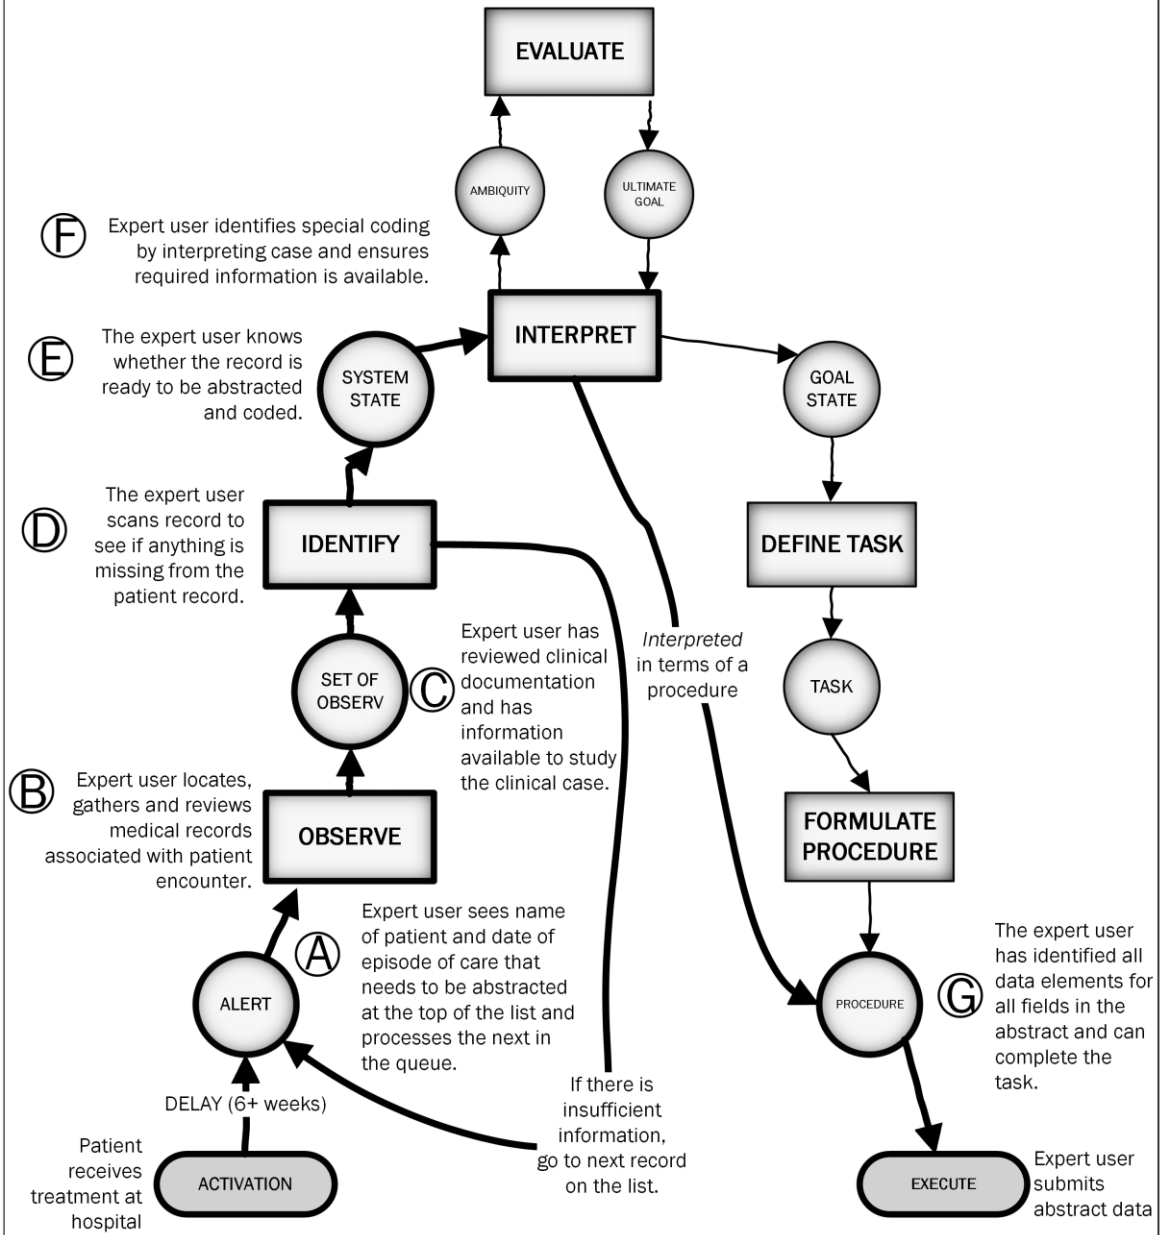 EVALUATE
AMBIQUITY
ULTIMATE
GOAL
F
Expert user identifies special coding
by interpreting case and ensures
required information is available.
INTERPRET
E
The expert user knows
whether the record is
ready to be abstracted
and coded.
SYSTEM
STATE
GOAL
STATE
D
The expert user
scans record to
see if anything is
missing from the
patient record.
IDENTIFY
DEFINE TASK
SET OF
OBSERV
C
Expert user has
reviewed clinical
documentation
and has
information
available to study
the clinical case.
Interpreted
in terms of a
procedure
TASK
B
Expert user locates,
gathers and reviews
medical records
associated with patient
encounter.
OBSERVE
FORMULATE
PROCEDURE
A
Expert user sees name
of patient and date of
episode of care that
needs to be abstracted
at the top of the list and
processes the next in
the queue.
ALERT
PROCEDURE
G
The expert user
has identified all
data elements for
all fields in the
abstract and can
complete the
task.
DELAY (6+ weeks)
If there is
insufficient
information,
go to next record
on the list.
Patient
receives
treatment at
hospital
ACTIVATION
EXECUTE
Expert user
submits
abstract data